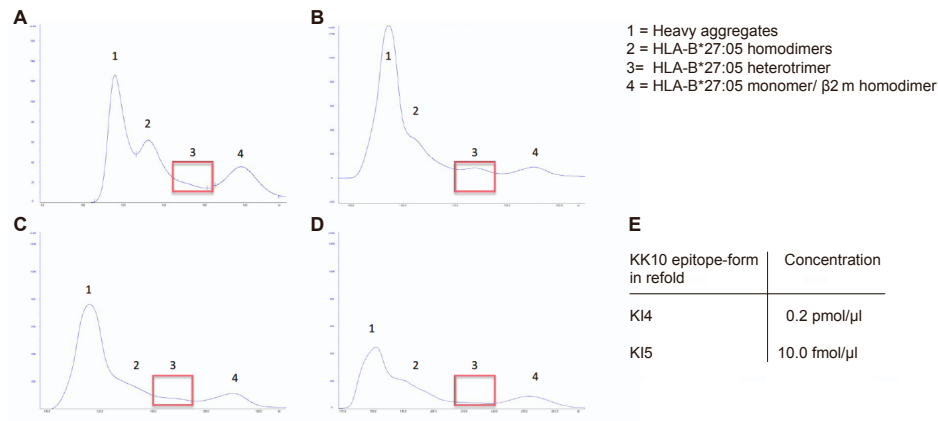 A
1
2
3
4
B
1
2
3
4
1 = Heavy aggregates
2 = HLA-B*27:05 homodimers
3= HLA-B*27:05 heterotrimer
4 = HLA-B*27:05 monomer/ β2 m homodimer
C
1
2
3
4
D
1
2
3
4
E
KK10 epitope-form Concentration
in refold
KI4 0.2 pmol/µl
KI5 10.0 fmol/µl